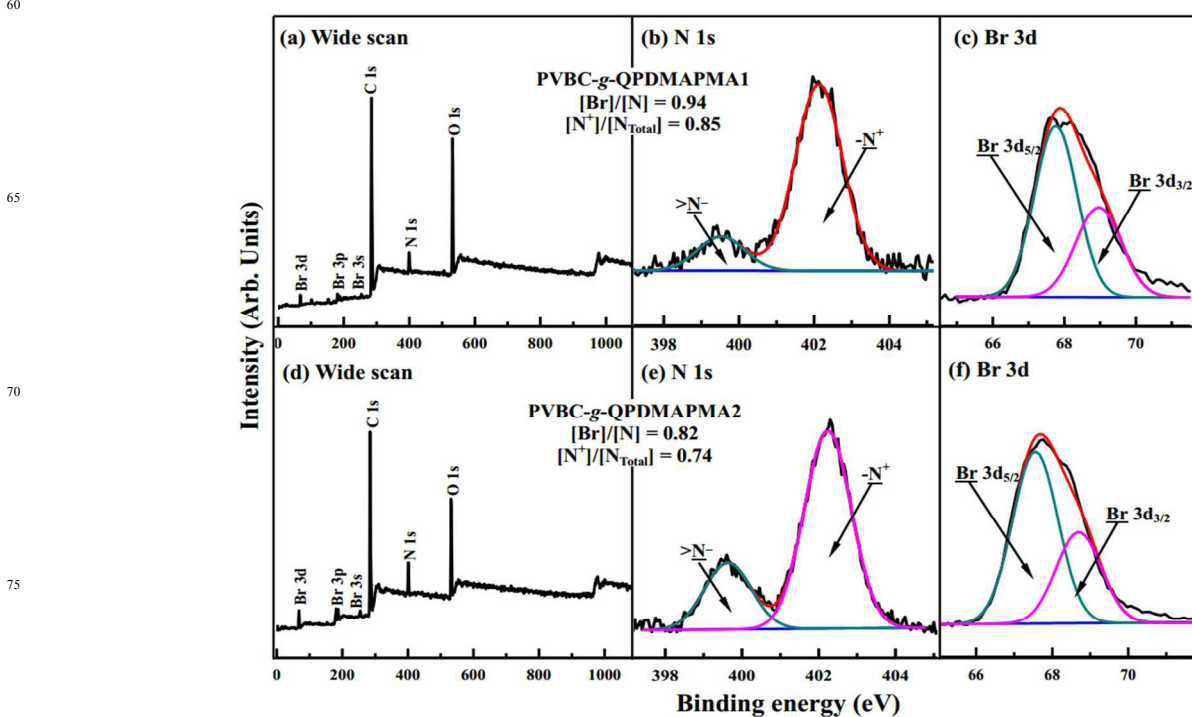 60
65
70
75
Intensity (Arb. Units)
(a) Wide scan
C 1s
O 1s
N 1s
Br 3d
Br 3p
Br 3s
0 200 400 600 800 1000
(b) N 1s
PVBC-g-QPDMAPMA1
[Br]/[N] = 0.94
[N⁺]/[N_Total] = 0.85
-N⁺
>N–
398 400 402 404
(c) Br 3d
Br 3d5/2
Br 3d3/2
66 68 70
(d) Wide scan
C 1s
O 1s
N 1s
Br 3d
Br 3p
Br 3s
0 200 400 600 800 1000
(e) N 1s
PVBC-g-QPDMAPMA2
[Br]/[N] = 0.82
[N⁺]/[N_Total] = 0.74
-N⁺
>N–
398 400 402 404
(f) Br 3d
Br 3d5/2
Br 3d3/2
66 68 70
Binding energy (eV)